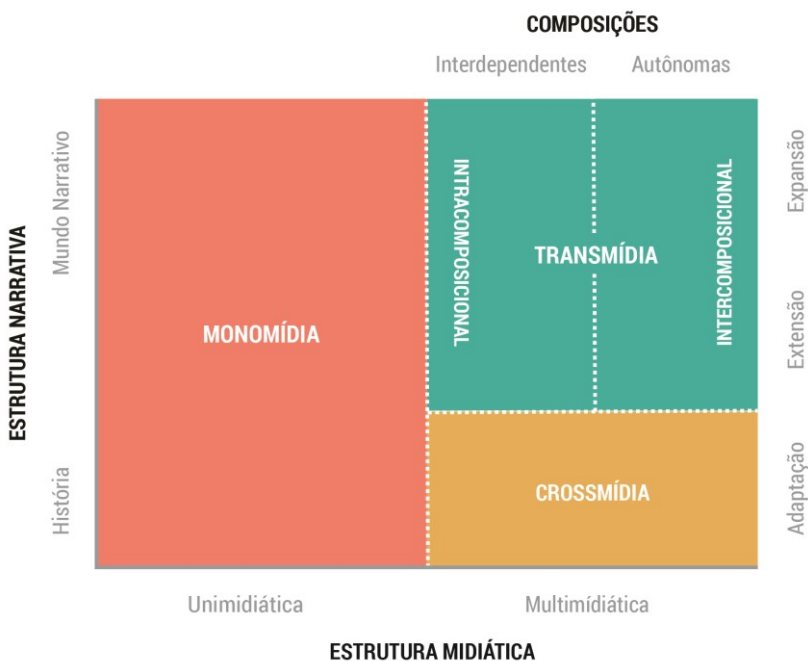 COMPOSIÇÕES
Interdependentes
Autônomas
ESTRUTURA NARRATIVA
Mundo Narrativo
História
MONOMÍDIA
INTRACOMPOSICIONAL
TRANSMÍDIA
INTERCOMPOSICIONAL
CROSSMÍDIA
Expansão
Extensão
Adaptação
Unimidiática
Multimídiática
ESTRUTURA MIDIÁTICA